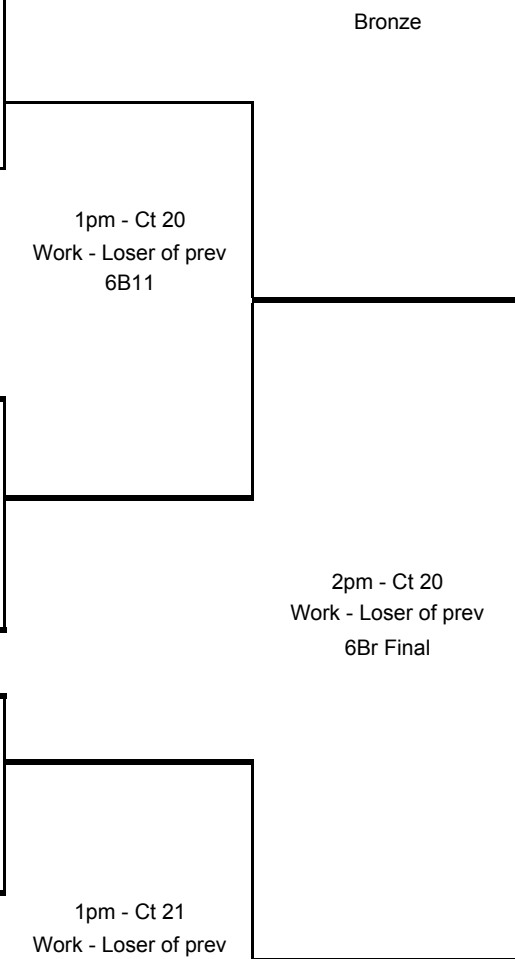 Bronze
1pm - Ct 20
Work - Loser of prev
6B11
2pm - Ct 20
Work - Loser of prev
6Br Final
1pm - Ct 21
Work - Loser of prev